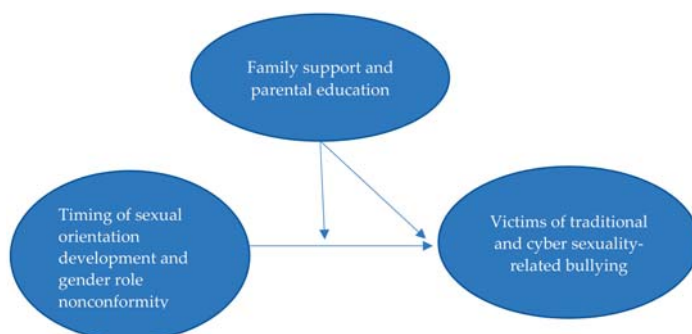 Family support and
parental education
Timing of sexual
orientation
development and
gender role
nonconformity
Victims of traditional
and cyber sexuality-
related bullying